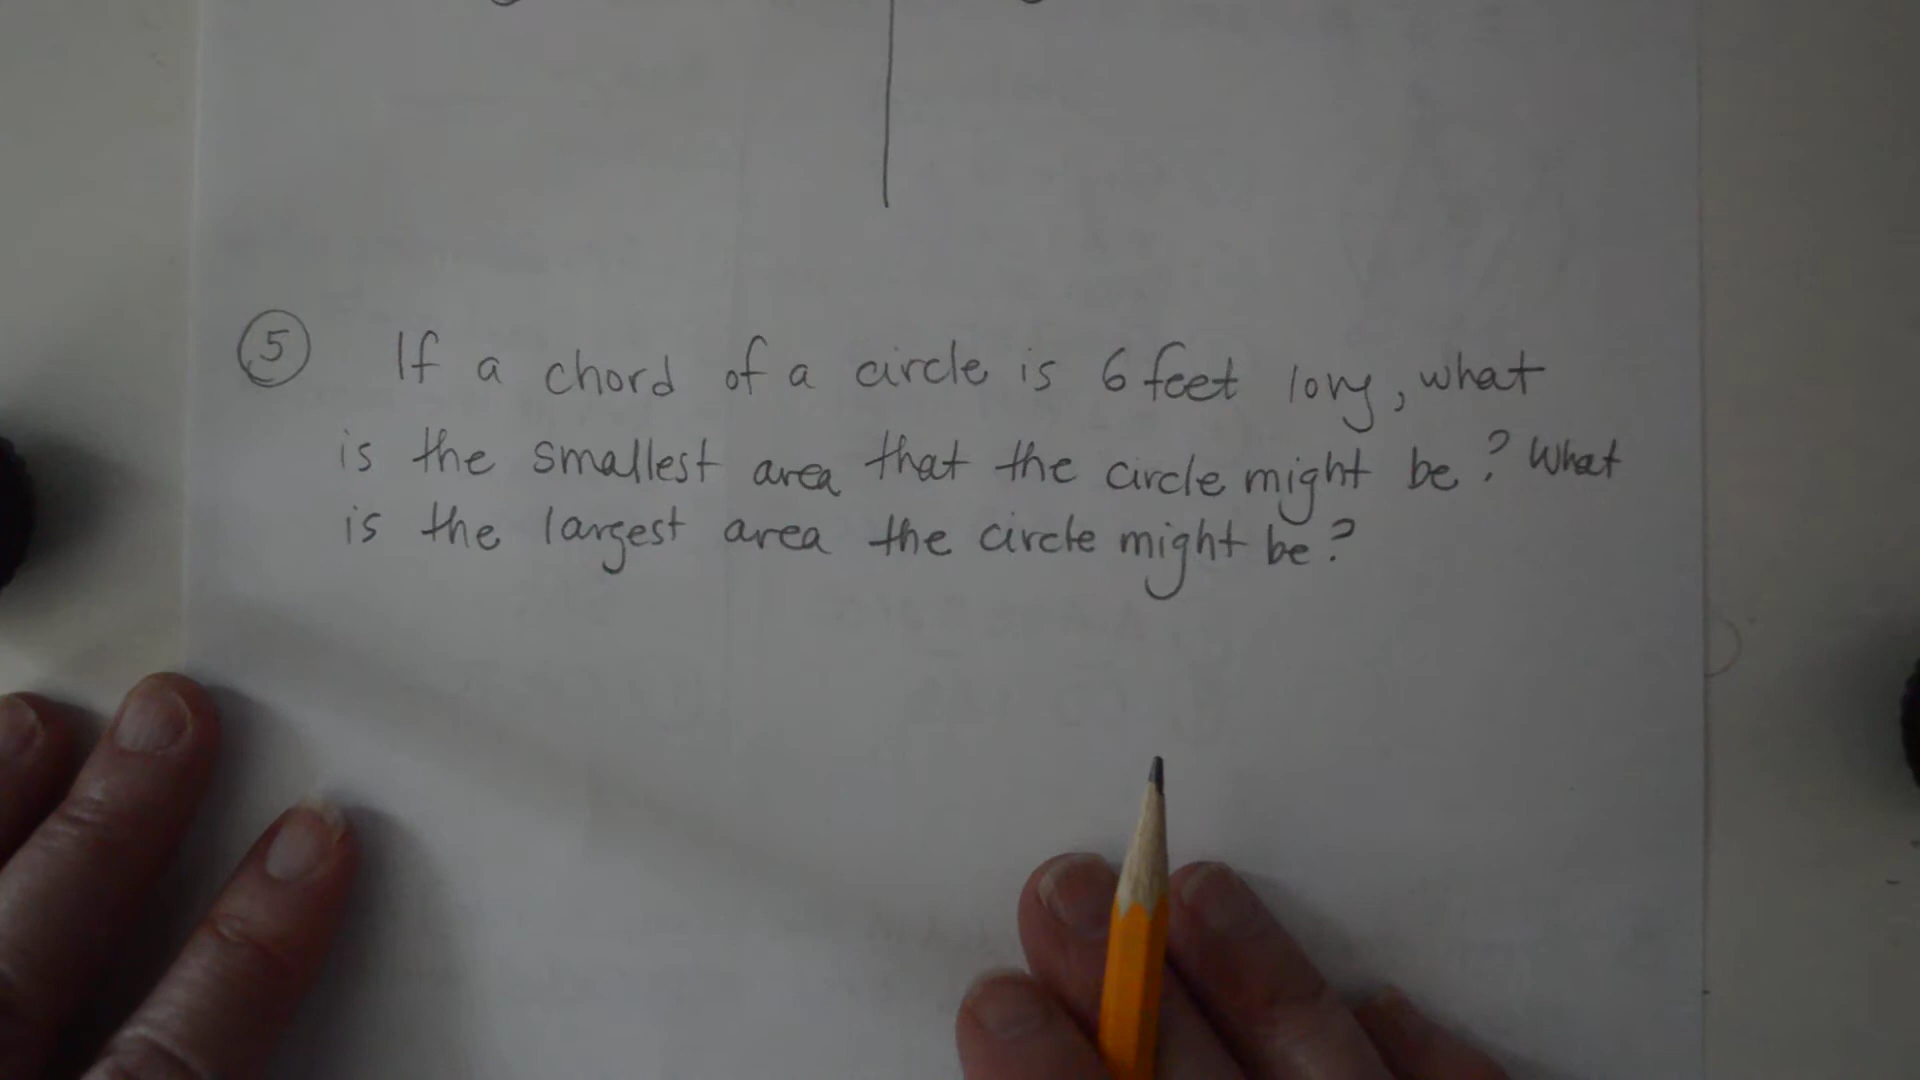 5 If a chord of a circle is 6 feet long, what
is the smallest area that the circle might be? What
is the largest area the circle might be?